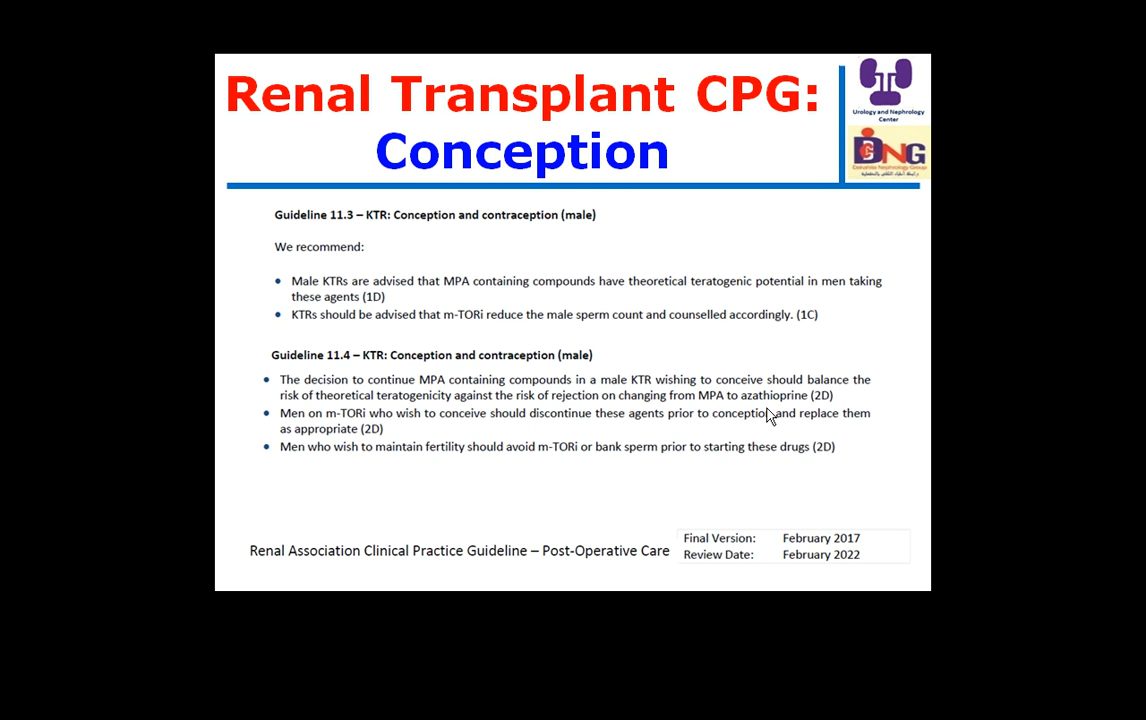 Renal Transplant CPG:
Conception
Urology and Nephrology
Center
Guideline 11.3 – KTR: Conception and contraception (male)
We recommend:
• Male KTRs are advised that MPA containing compounds have theoretical teratogenic potential in men taking
these agents (1D)
• KTRs should be advised that m-TORi reduce the male sperm count and counselled accordingly. (1C)
Guideline 11.4 – KTR: Conception and contraception (male)
• The decision to continue MPA containing compounds in a male KTR wishing to conceive should balance the
risk of theoretical teratogenicity against the risk of rejection on changing from MPA to azathioprine (2D)
• Men on m-TORi who wish to conceive should discontinue these agents prior to conception and replace them
as appropriate (2D)
• Men who wish to maintain fertility should avoid m-TORi or bank sperm prior to starting these drugs (2D)
Renal Association Clinical Practice Guideline – Post-Operative Care
Final Version: February 2017
Review Date: February 2022